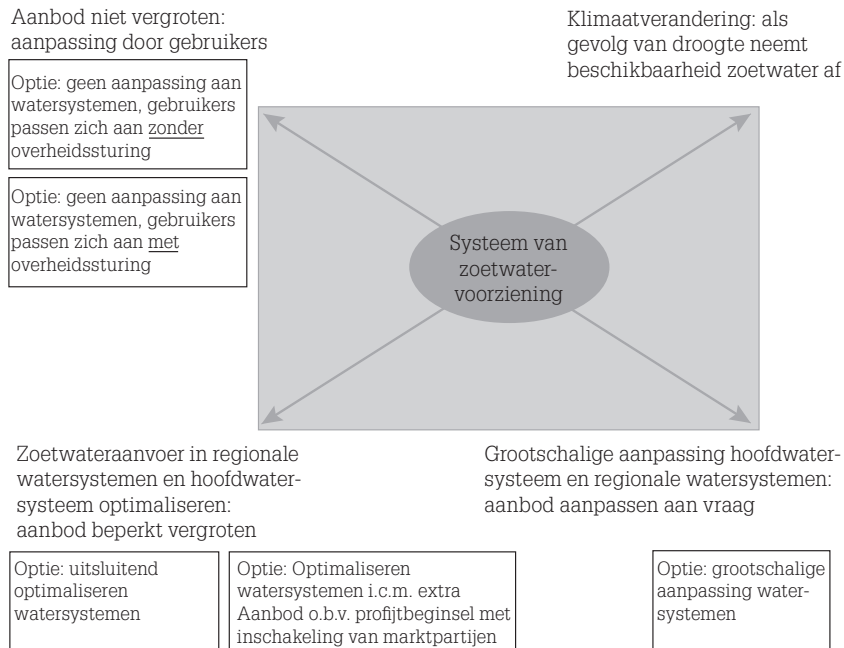 Aanbod niet vergroten:
aanpassing door gebruikers
Optie: geen aanpassing aan
watersystemen, gebruikers
passen zich aan zonder
overheidssturing
Optie: geen aanpassing aan
watersystemen, gebruikers
passen zich aan met
overheidssturing
Klimaatverandering: als
gevolg van droogte neemt
beschikbaarheid zoetwater af
Systeem van
zoetwater-
voorziening
Zoetwateraanvoer in regionale
watersystemen en hoofdwater-
systeem optimaliseren:
aanbod beperkt vergroten
Optie: uitsluitend
optimaliseren
watersystemen
Optie: Optimaliseren
watersystemen i.c.m. extra
Aanbod o.b.v. profijtbeginsel met
inschakeling van marktpartijen
Grootschalige aanpassing hoofdwater-
systeem en regionale watersystemen:
aanbod aanpassen aan vraag
Optie: grootschalige
aanpassing water-
systemen